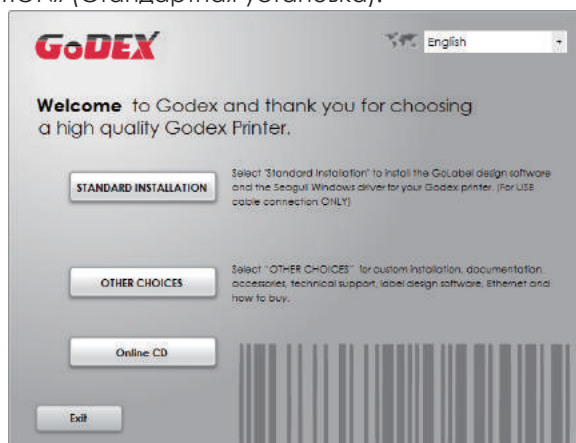 (Стандартная установка).
GoDEX
English
Welcome to Godex and thank you for choosing
a high quality Godex Printer.
STANDARD INSTALLATION
Select "Standard Installation" to install the GoLabel design software
and the Seagull Windows driver for your Godex printer. (For USB
cable connection ONLY)
OTHER CHOICES
Select "OTHER CHOICES" for custom installation, documentation,
accessories, technical support, label design software, Ethernet and
how to buy.
Online CD
Exit